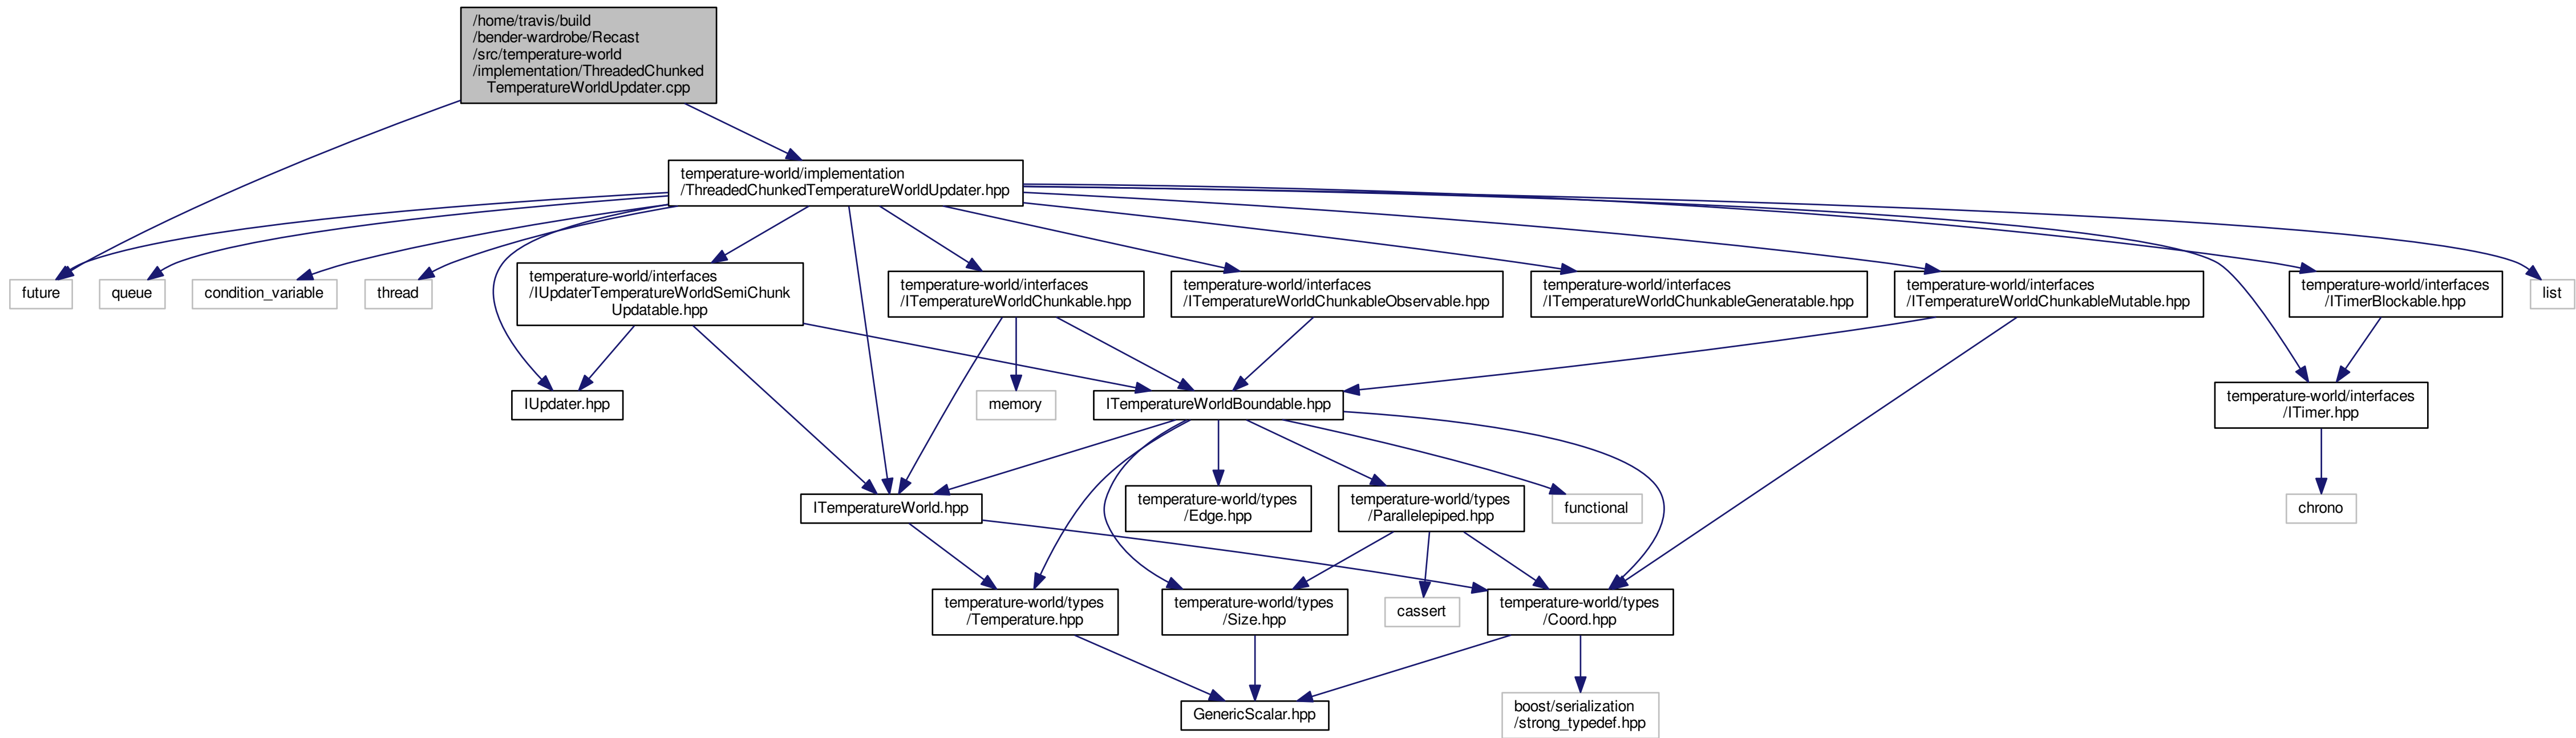 /home/travis/build
/bender-wardrobe/Recast
/src/temperature-world
/implementation/ThreadedChunked
TemperatureWorldUpdater.cpp
temperature-world/implementation
/ThreadedChunkedTemperatureWorldUpdater.hpp
future
queue
condition_variable
thread
temperature-world/interfaces
/IUpdaterTemperatureWorldSemiChunk
Updatable.hpp
temperature-world/interfaces
/ITemperatureWorldChunkable.hpp
temperature-world/interfaces
/ITemperatureWorldChunkableObservable.hpp
temperature-world/interfaces
/ITemperatureWorldChunkableGeneratable.hpp
temperature-world/interfaces
/ITemperatureWorldChunkableMutable.hpp
temperature-world/interfaces
/ITimerBlockable.hpp
list
IUpdater.hpp
memory
ITemperatureWorldBoundable.hpp
temperature-world/interfaces
/ITimer.hpp
ITemperatureWorld.hpp
temperature-world/types
/Edge.hpp
temperature-world/types
/Parallelepiped.hpp
functional
chrono
temperature-world/types
/Temperature.hpp
temperature-world/types
/Size.hpp
cassert
temperature-world/types
/Coord.hpp
GenericScalar.hpp
boost/serialization
/strong_typedef.hpp